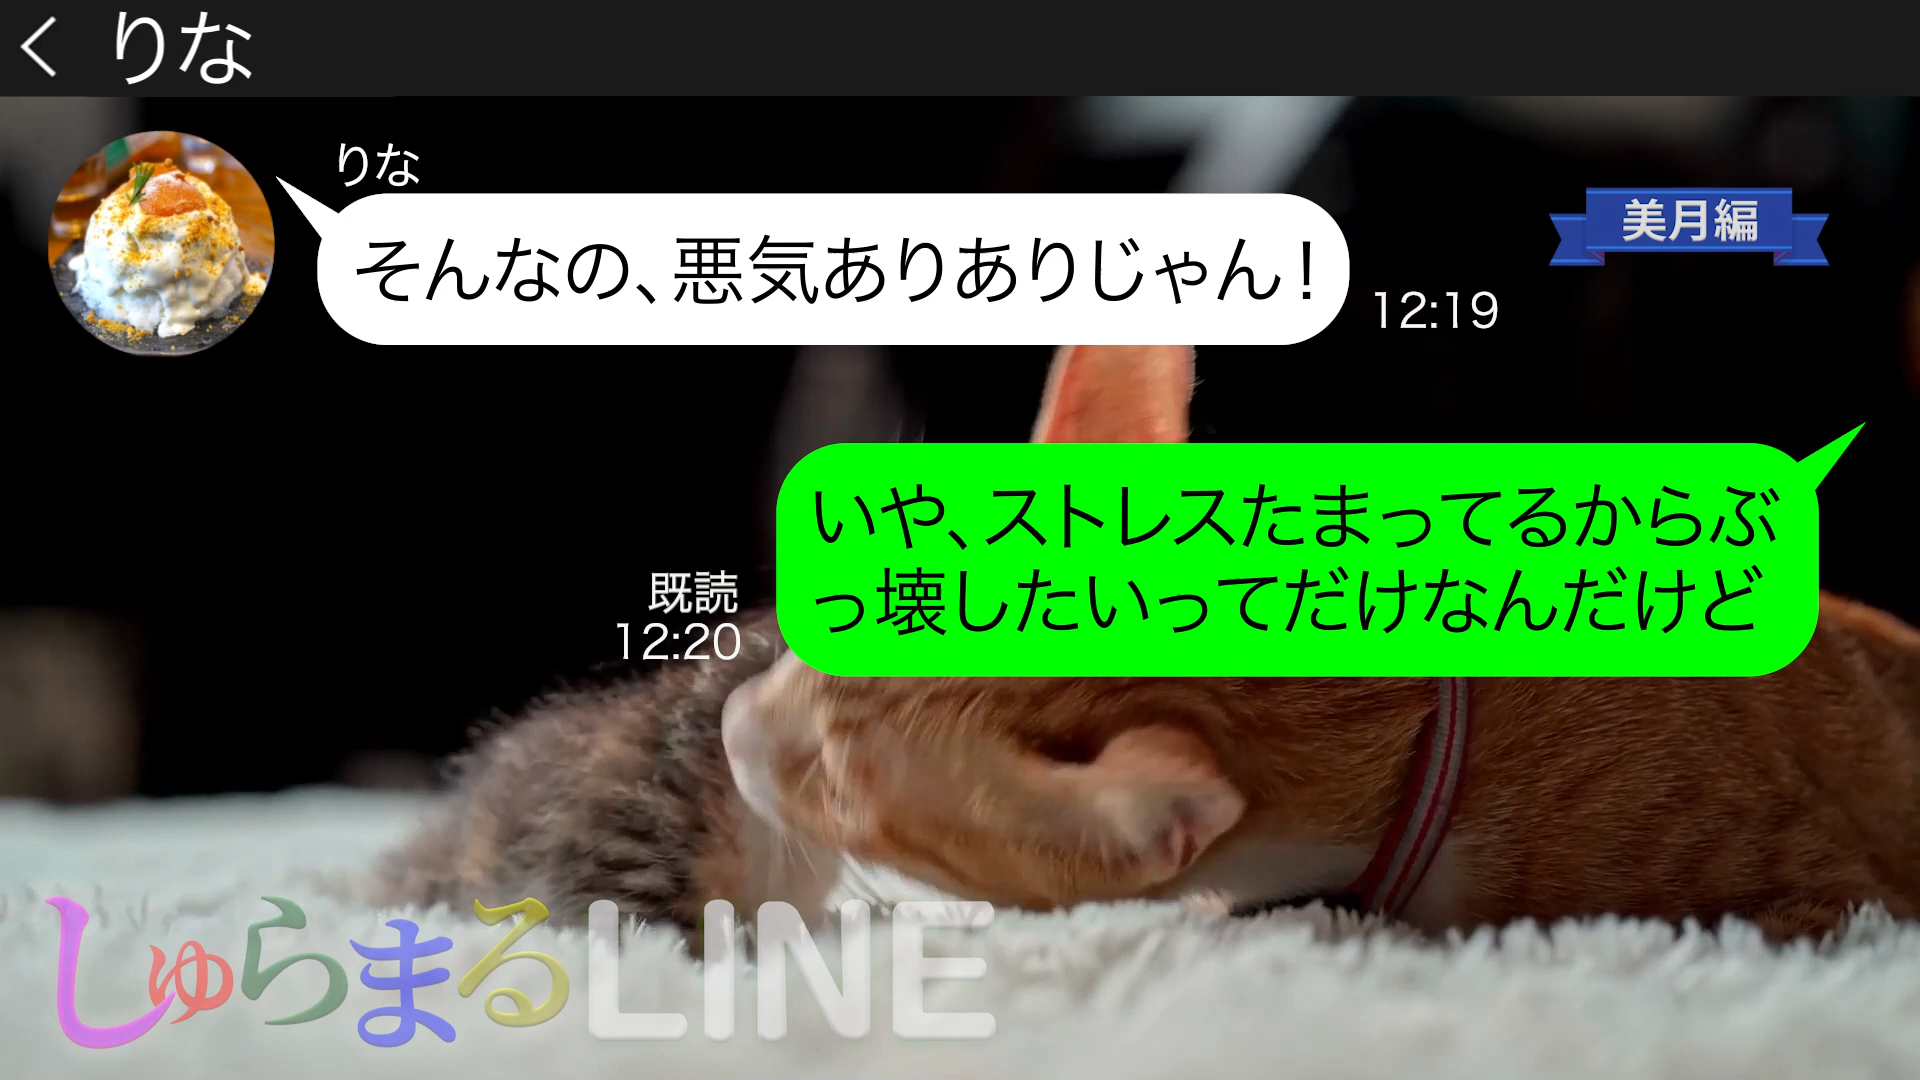 りな
りな
そんなの、悪気ありありじゃん！
12:19
美月編
いや、ストレスたまってるからぶ
っ壊したいってだけなんだけど
既読
12:20
しゅらまるLINE